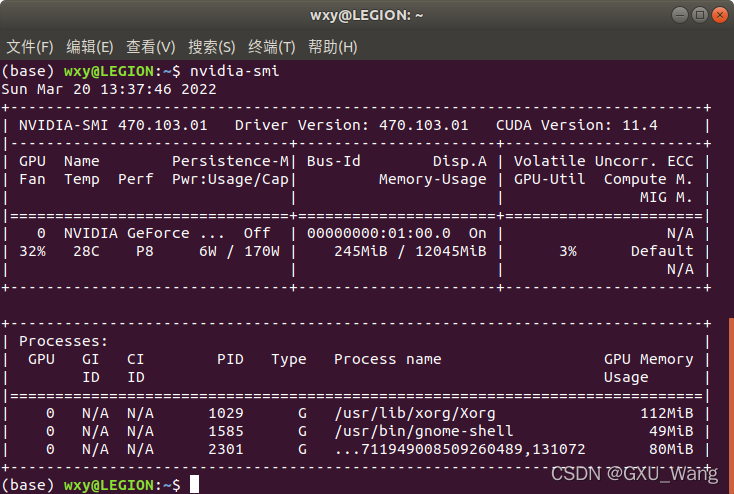 wxy@LEGION: ~
文件(F) 编辑(E) 查看(V) 搜索(S) 终端(T) 帮助(H)
(base) wxy@LEGION:~$ nvidia-smi
Sun Mar 20 13:37:46 2022
+-----------------------------------------------------------------------------+
| NVIDIA-SMI 470.103.01   Driver Version: 470.103.01   CUDA Version: 11.4     |
|-------------------------------+----------------------+----------------------+
| GPU  Name        Persistence-M| Bus-Id        Disp.A | Volatile Uncorr. ECC |
| Fan  Temp  Perf  Pwr:Usage/Cap|         Memory-Usage | GPU-Util  Compute M. |
|                               |                      |               MIG M. |
|===============================+======================+======================|
|   0  NVIDIA GeForce ...  Off  | 00000000:01:00.0  On |                  N/A |
| 32%   28C    P8     6W / 170W |    245MiB / 12045MiB |      3%      Default |
|                               |                      |                  N/A |
+-------------------------------+----------------------+----------------------+
+-----------------------------------------------------------------------------+
| Processes:                                                                  |
|  GPU   GI   CI        PID   Type   Process name                  GPU Memory |
|        ID   ID                                                   Usage      |
|=============================================================================|
|    0   N/A  N/A      1029      G   /usr/lib/xorg/Xorg                112MiB |
|    0   N/A  N/A      1585      G   /usr/bin/gnome-shell               49MiB |
|    0   N/A  N/A      2301      G   ...711949008509260489,131072       80MiB |
+-----------------------------------------------------------------------------+
(base) wxy@LEGION:~$
CSDN @GXU_Wang